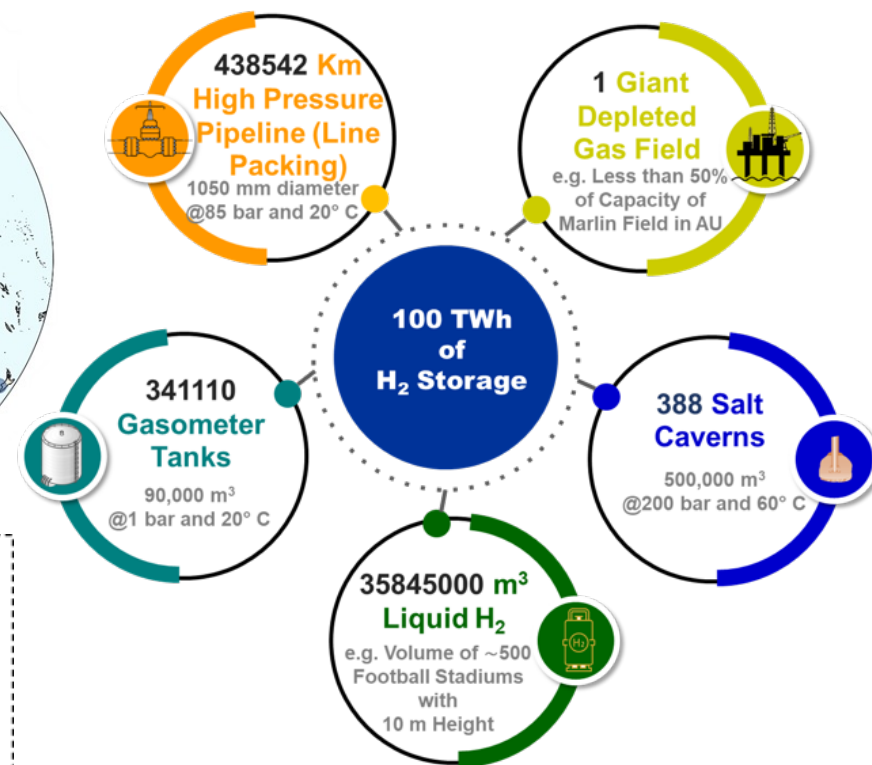 438542 Km
High Pressure
Pipeline (Line
Packing)
1050 mm diameter
@85 bar and 20° C
1 Giant
Depleted
Gas Field
e.g. Less than 50%
of Capacity of
Marlin Field in AU
100 TWh
of
H₂ Storage
341110
Gasometer
Tanks
90,000 m³
@1 bar and 20° C
388 Salt
Caverns
500,000 m³
@200 bar and 60° C
35845000 m³
Liquid H₂
e.g. Volume of ~500
Football Stadiums
with
10 m Height
H₂